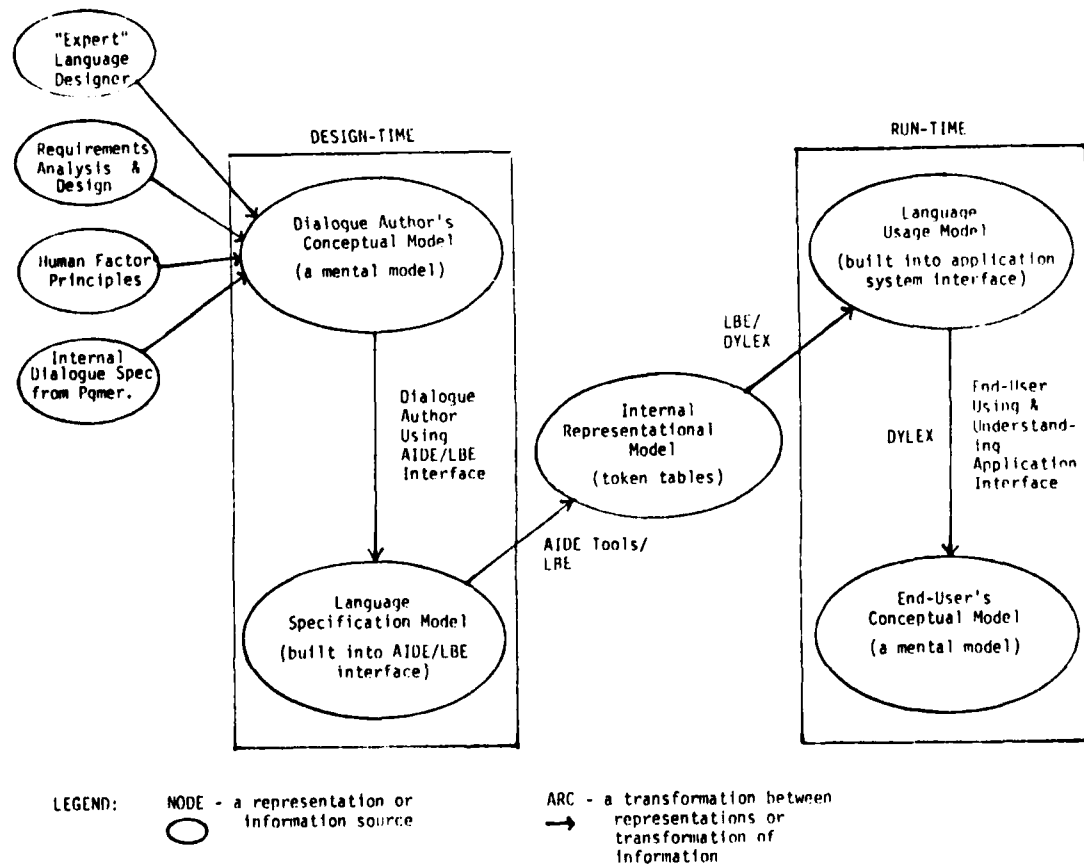 "Expert"
Language
Designer
Requirements
Analysis &
Design
Human Factor
Principles
Internal
Dialogue Spec
from Pgmer.
DESIGN-TIME
Dialogue Author's
Conceptual Model
(a mental model)
Dialogue
Author
Using
AIDE/LBE
Interface
Language
Specification Model
(built into AIDE/LBE
interface)
AIDE Tools/
LBE
Internal
Representational
Model
(token tables)
LBE/
DYLEX
RUN-TIME
Language
Usage Model
(built into application
system interface)
DYLEX
End-User
Using &
Understand-
ing
Application
Interface
End-User's
Conceptual Model
(a mental model)
LEGEND:
NODE - a representation or
information source
ARC - a transformation between
representations or
transformation of
information